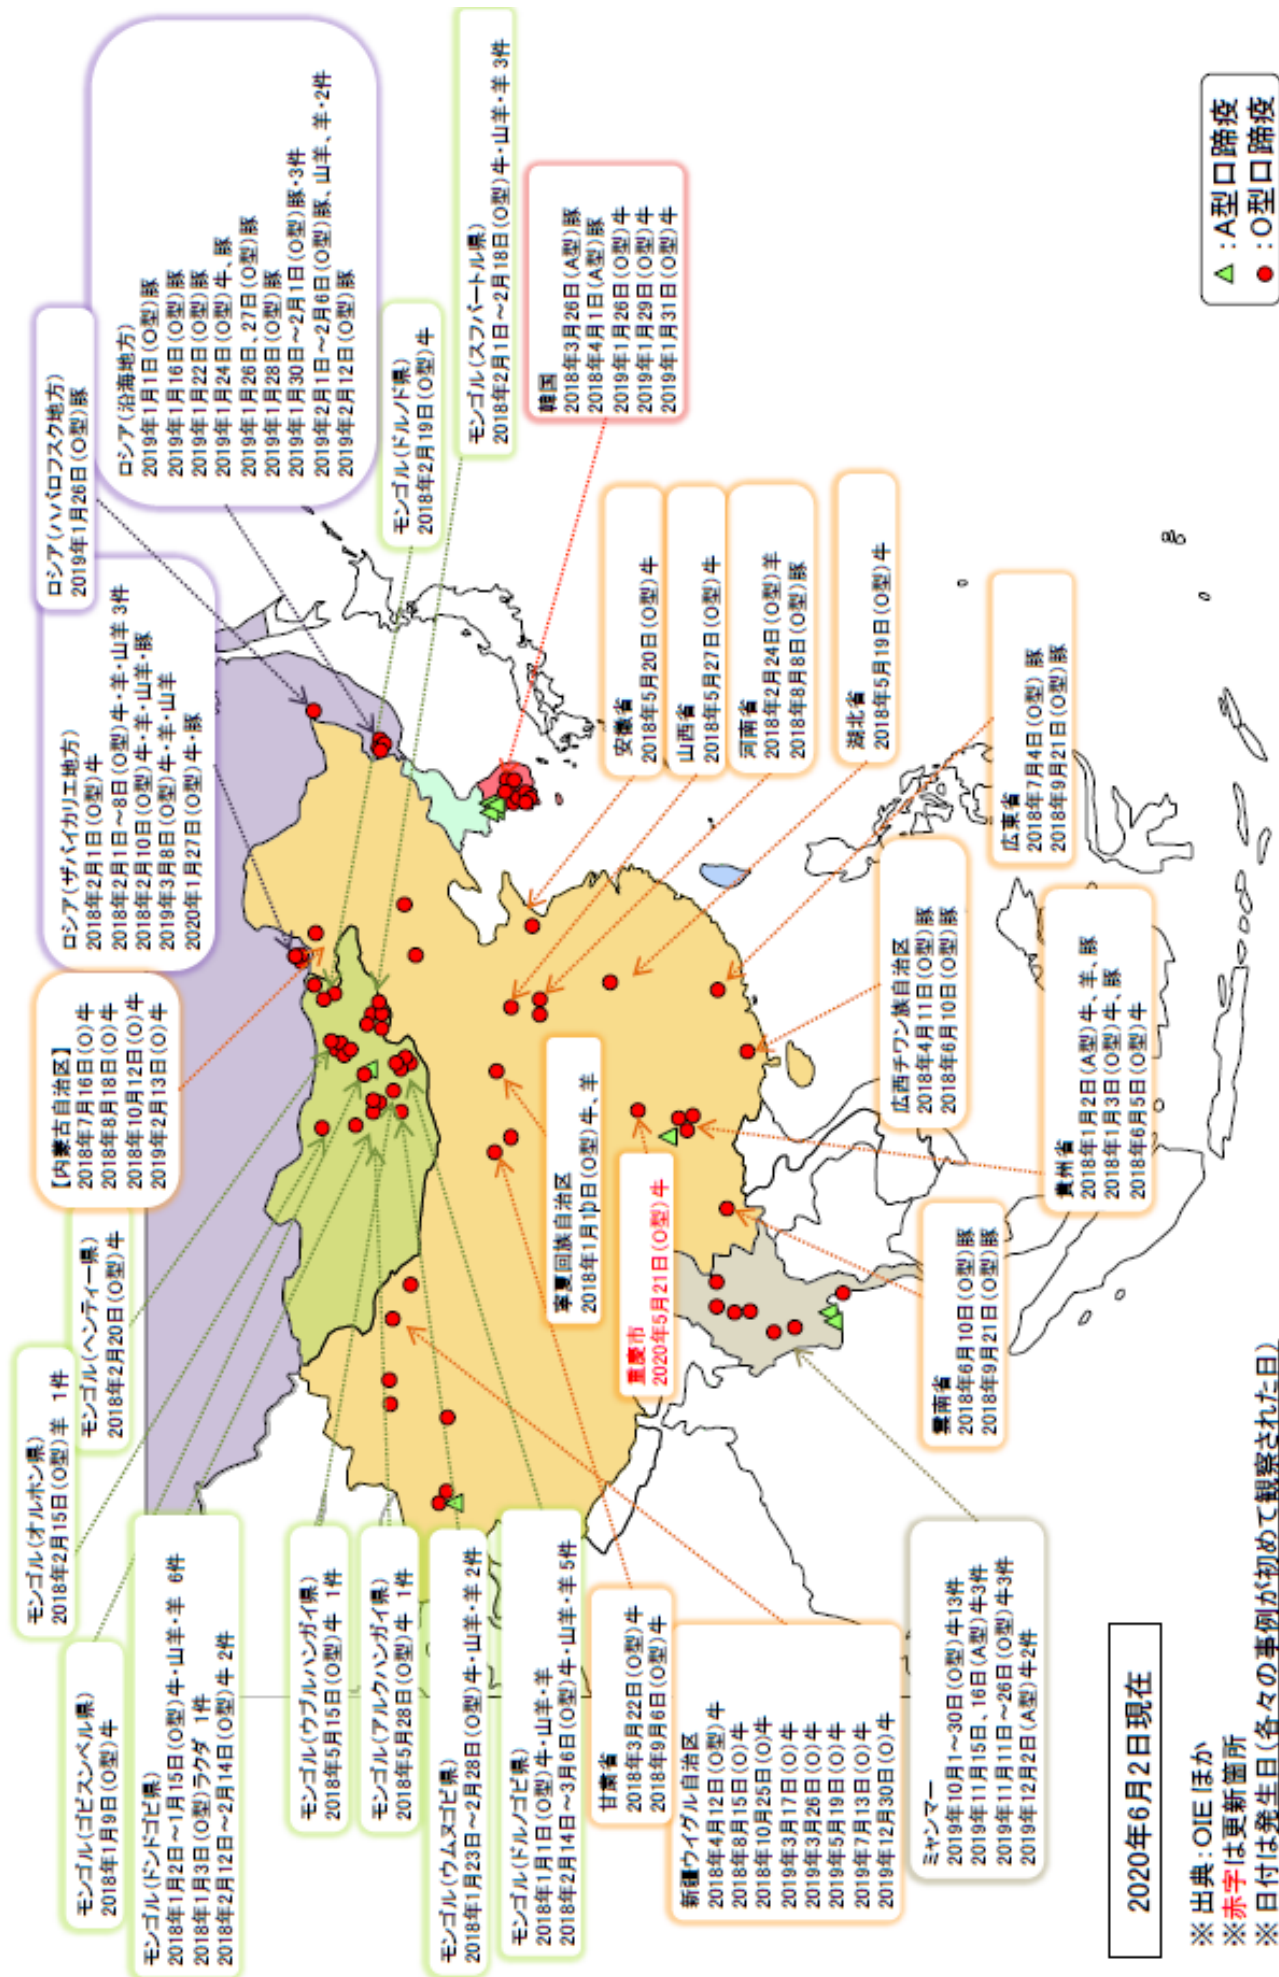 モンゴル(ゴビスンベル県)
2018年1月9日(O型)牛
モンゴル(オルホン県)
2018年2月15日(O型)羊 1件
モンゴル(ヘンティー県)
2018年2月20日(O型)牛
【内蒙古自治区】
2018年7月16日(O)牛
2018年8月18日(O)牛
2018年10月12日(O)牛
2019年2月13日(O)牛
ロシア(ザバイカリエ地方)
2018年2月1日(O型)牛
2018年2月1日～8日(O型)牛・羊・山羊 3件
2018年2月10日(O型)牛・羊・山羊・豚
2019年3月8日(O型)牛・羊・山羊
2020年1月27日(O型)牛・豚
ロシア(ハバロフスク地方)
2019年1月26日(O型)豚
ロシア(沿海地方)
2019年1月1日(O型)豚
2019年1月16日(O型)豚
2019年1月22日(O型)豚
2019年1月24日(O型)牛、豚
2019年1月26日、27日(O型)豚
2019年1月28日(O型)豚
2019年1月30日～2月1日(O型)豚・3件
2019年2月1日～2月6日(O型)豚、山羊、羊・2件
2019年2月12日(O型)豚
モンゴル(ドンドゴビ県)
2018年1月2日～1月15日(O型)牛・山羊・羊 6件
2018年1月3日(O型)ラクダ 1件
2018年2月12日～2月14日(O型)牛 2件
モンゴル(ウブルハンガイ県)
2018年5月15日(O型)牛 1件
モンゴル(アルハンガイ県)
2018年5月28日(O型)牛 1件
モンゴル(ウムヌゴビ県)
2018年1月23日～2月28日(O型)牛・山羊・羊 2件
モンゴル(ドルノゴビ県)
2018年1月1日(O型)牛・山羊・羊
2018年2月14日～3月6日(O型)牛・山羊・羊 5件
モンゴル(ドルノド県)
2018年2月19日(O型)牛
モンゴル(スフバートル県)
2018年2月1日～2月18日(O型)牛・山羊・羊 3件
韓国
2018年3月26日(A型)豚
2018年4月1日(A型)豚
2019年1月26日(O型)牛
2019年1月29日(O型)牛
2019年1月31日(O型)牛
甘粛省
2018年3月22日(O型)牛
2018年9月6日(O型)牛
新疆ウイグル自治区
2018年4月12日(O型)牛
2018年8月15日(O)牛
2018年10月25日(O)牛
2019年3月17日(O)牛
2019年3月26日(O)牛
2019年5月19日(O)牛
2019年7月13日(O)牛
2019年12月30日(O)牛
寧夏回族自治区
2018年1月10日(O型)牛、羊
重慶市
2020年5月21日(O型)牛
安徽省
2018年5月20日(O型)牛
山西省
2018年5月27日(O型)牛
河南省
2018年2月24日(O型)羊
2018年8月8日(O型)豚
湖北省
2018年5月19日(O型)牛
広東省
2018年7月4日(O型)豚
2018年9月21日(O型)豚
広西チワン族自治区
2018年4月11日(O型)豚
2018年6月10日(O型)豚
貴州省
2018年1月2日(A型)牛、羊、豚
2018年1月3日(O型)牛、豚
2018年6月5日(O型)牛
雲南省
2018年6月10日(O型)豚
2018年9月21日(O型)豚
ミャンマー
2019年10月1～30日(O型)牛13件
2019年11月15日、16日(A型)牛3件
2019年11月11日～26日(O型)牛3件
2019年12月2日(A型)牛2件
▲:A型口蹄疫
●:O型口蹄疫
2020年6月2日現在
※出典:OIEほか
※赤字は更新箇所
※日付は発生日(各々の事例が初めて観察された日)